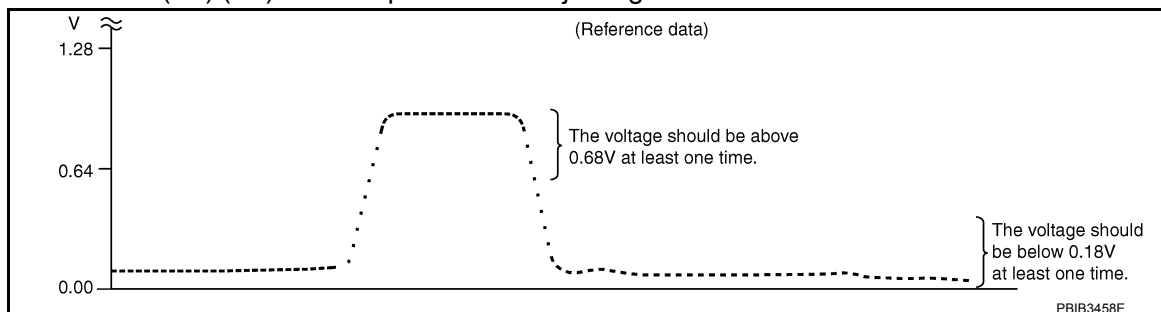 V
(Reference data)
1.28
The voltage should be above
0.68V at least one time.
0.64
The voltage should
be below 0.18V
at least one time.
0.00
PBIB3458E